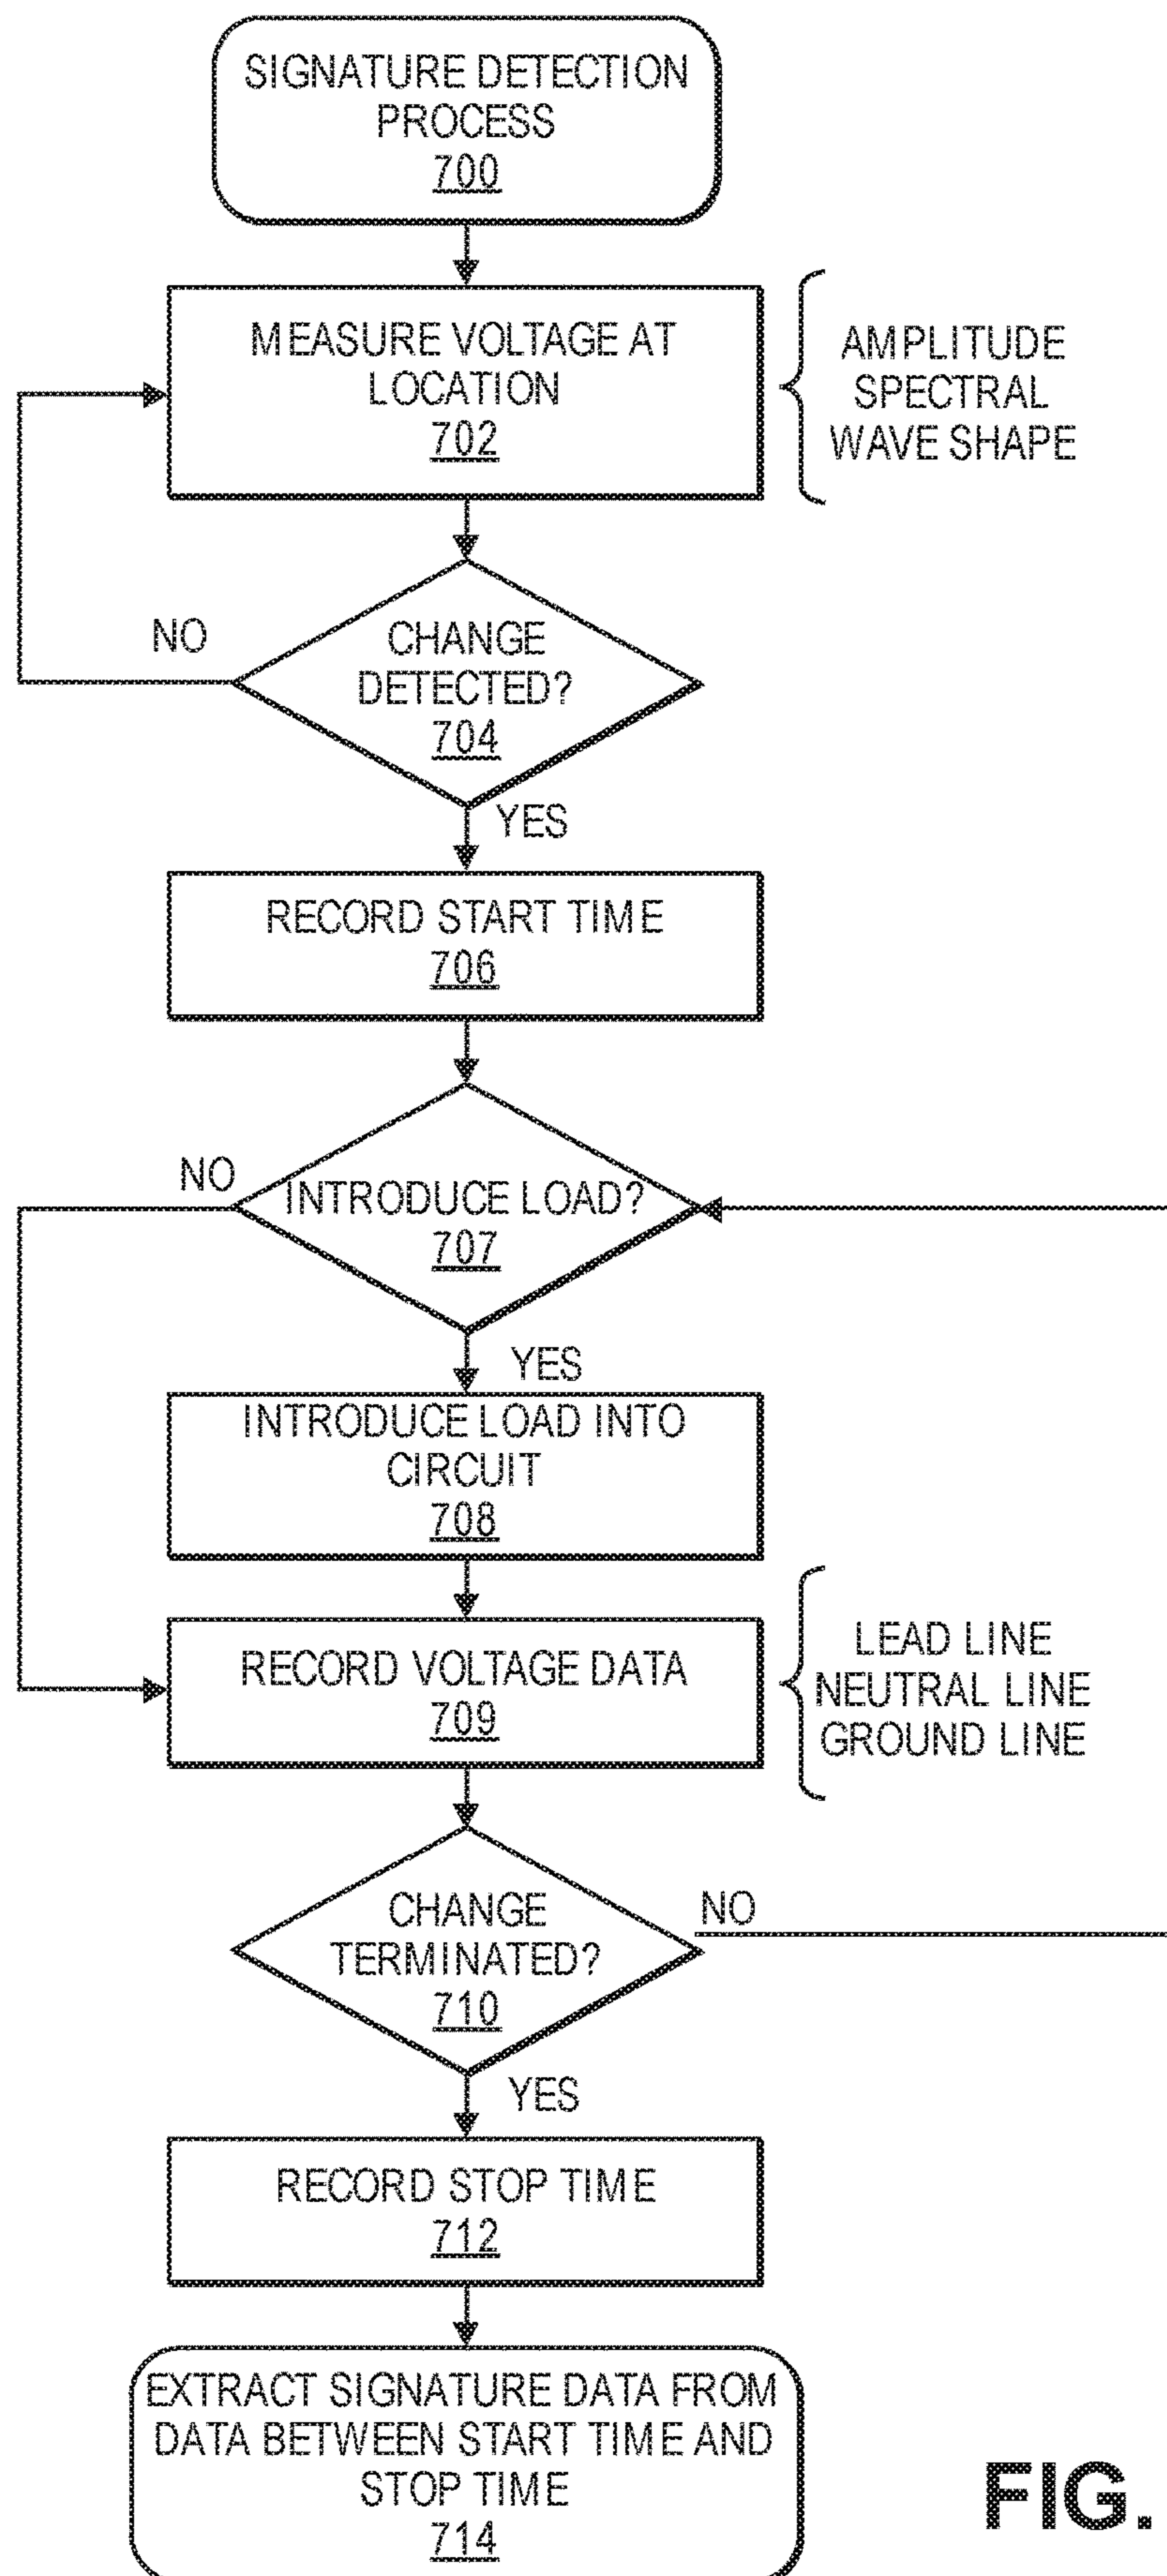 SIGNATURE DETECTION
PROCESS
700
MEASURE VOLTAGE AT
LOCATION
702
AMPLITUDE
SPECTRAL
WAVE SHAPE
CHANGE
DETECTED?
704
NO
YES
RECORD START TIME
706
INTRODUCE LOAD?
707
NO
YES
INTRODUCE LOAD INTO
CIRCUIT
708
RECORD VOLTAGE DATA
709
LEAD LINE
NEUTRAL LINE
GROUND LINE
CHANGE
TERMINATED?
710
NO
YES
RECORD STOP TIME
712
EXTRACT SIGNATURE DATA FROM
DATA BETWEEN START TIME AND
STOP TIME
714
FIG.